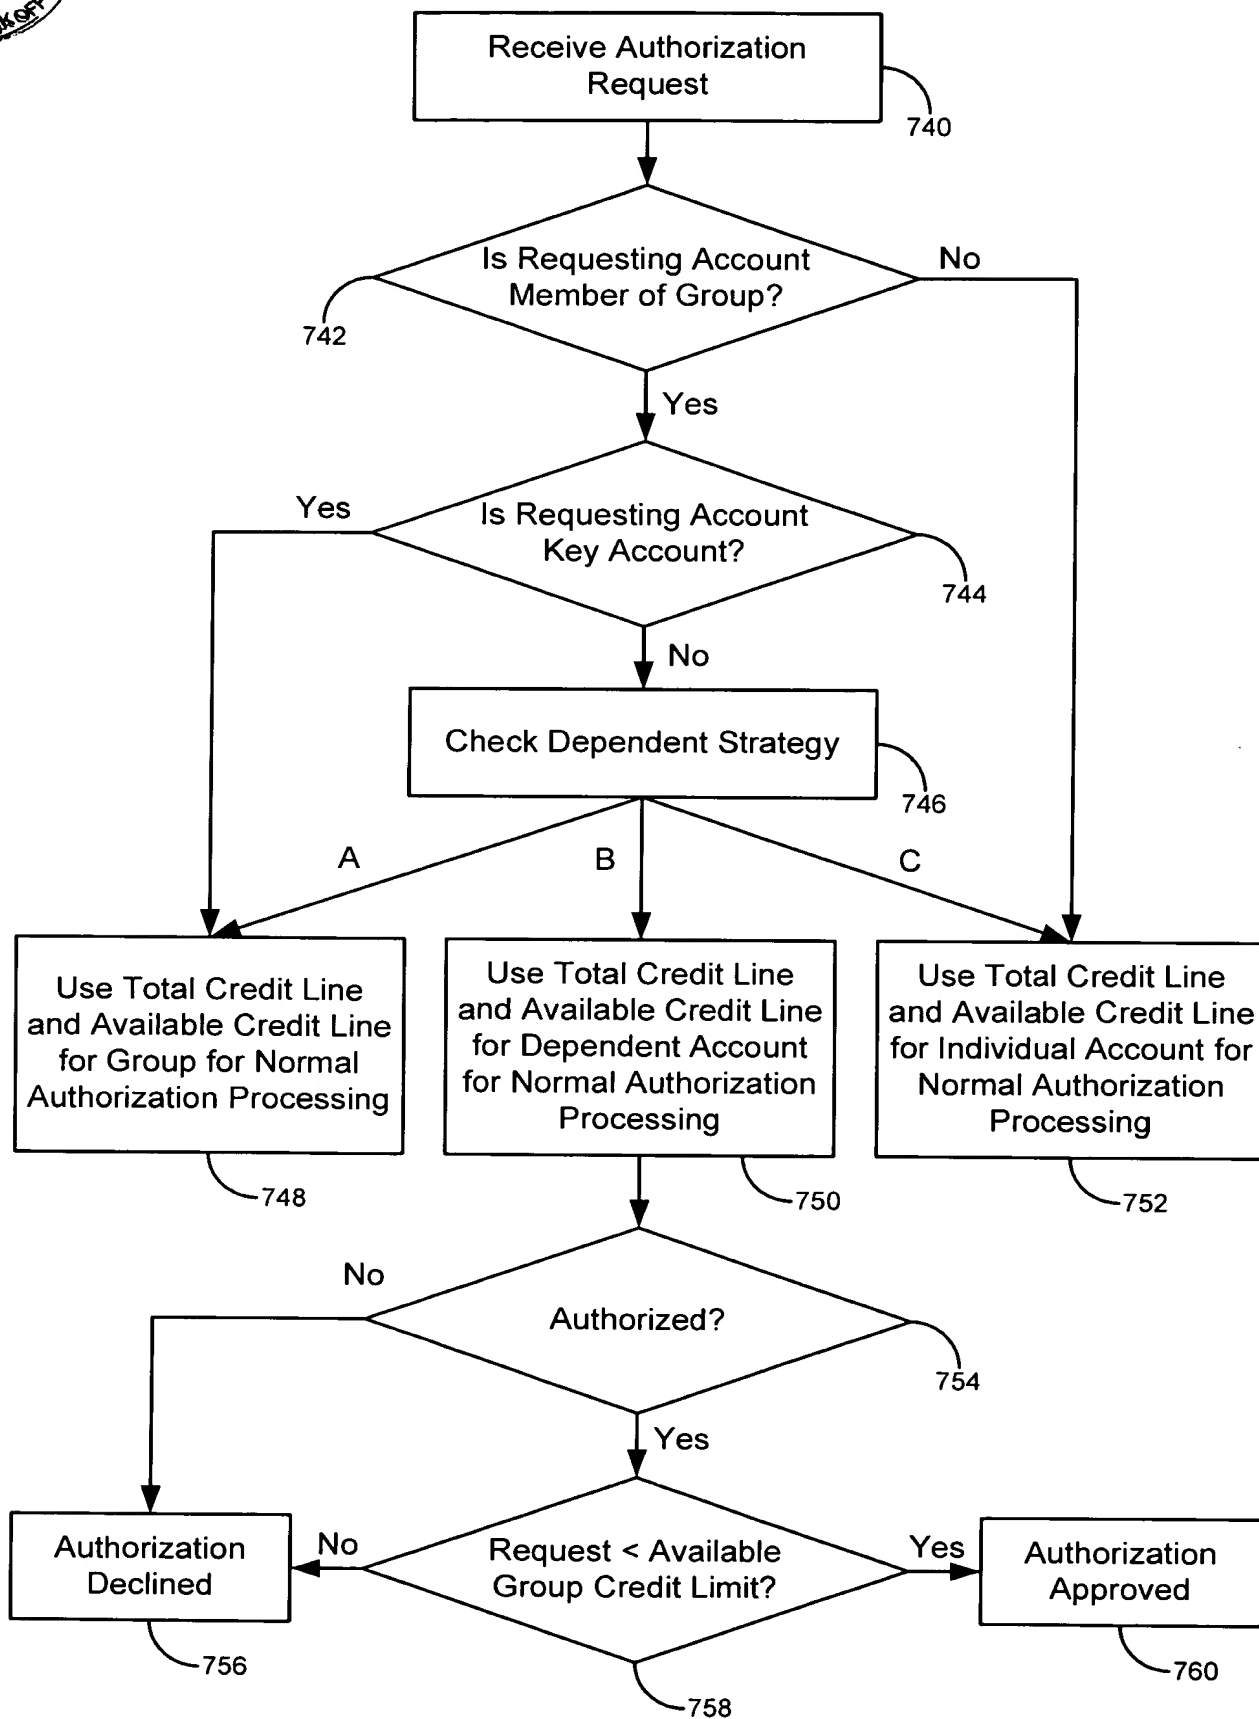 Receive Authorization
Request
740
Is Requesting Account
Member of Group?
No
742
Yes
Yes
Is Requesting Account
Key Account?
744
No
Check Dependent Strategy
746
A
B
C
Use Total Credit Line
and Available Credit Line
for Group for Normal
Authorization Processing
748
Use Total Credit Line
and Available Credit Line
for Dependent Account
for Normal Authorization
Processing
750
Use Total Credit Line
and Available Credit Line
for Individual Account for
Normal Authorization
Processing
752
No
Authorized?
754
Yes
Authorization
Declined
756
No
Request < Available
Group Credit Limit?
758
Yes
Authorization
Approved
760